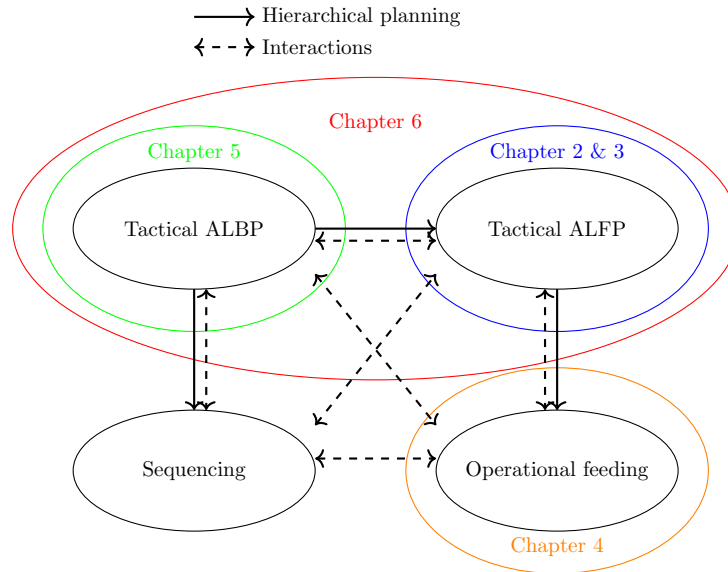 Hierarchical planning
Interactions
Chapter 6
Chapter 5
Chapter 2 & 3
Tactical ALBP
Tactical ALFP
Sequencing
Operational feeding
Chapter 4